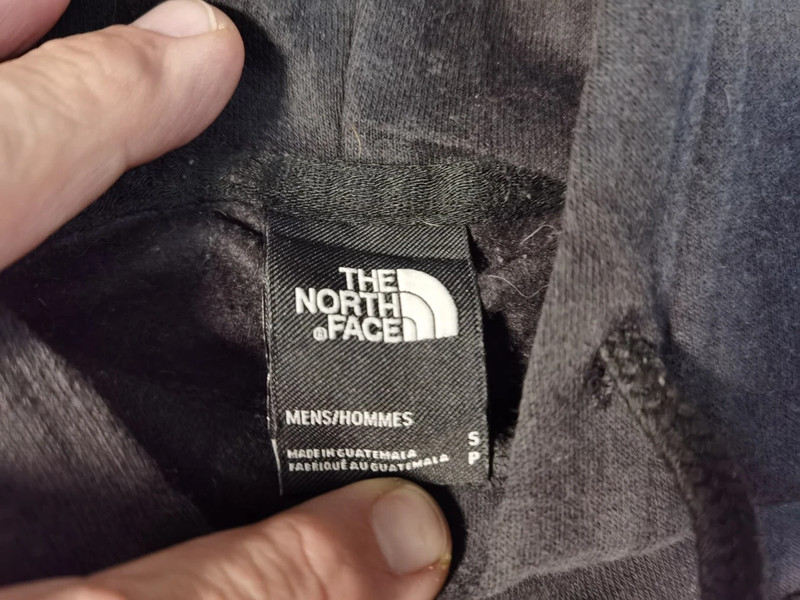 THE
NORTH
FACE
MENS/HOMMES
MADE IN GUATEMALA
FABRIQUÉ AU GUATEMALA
S
P